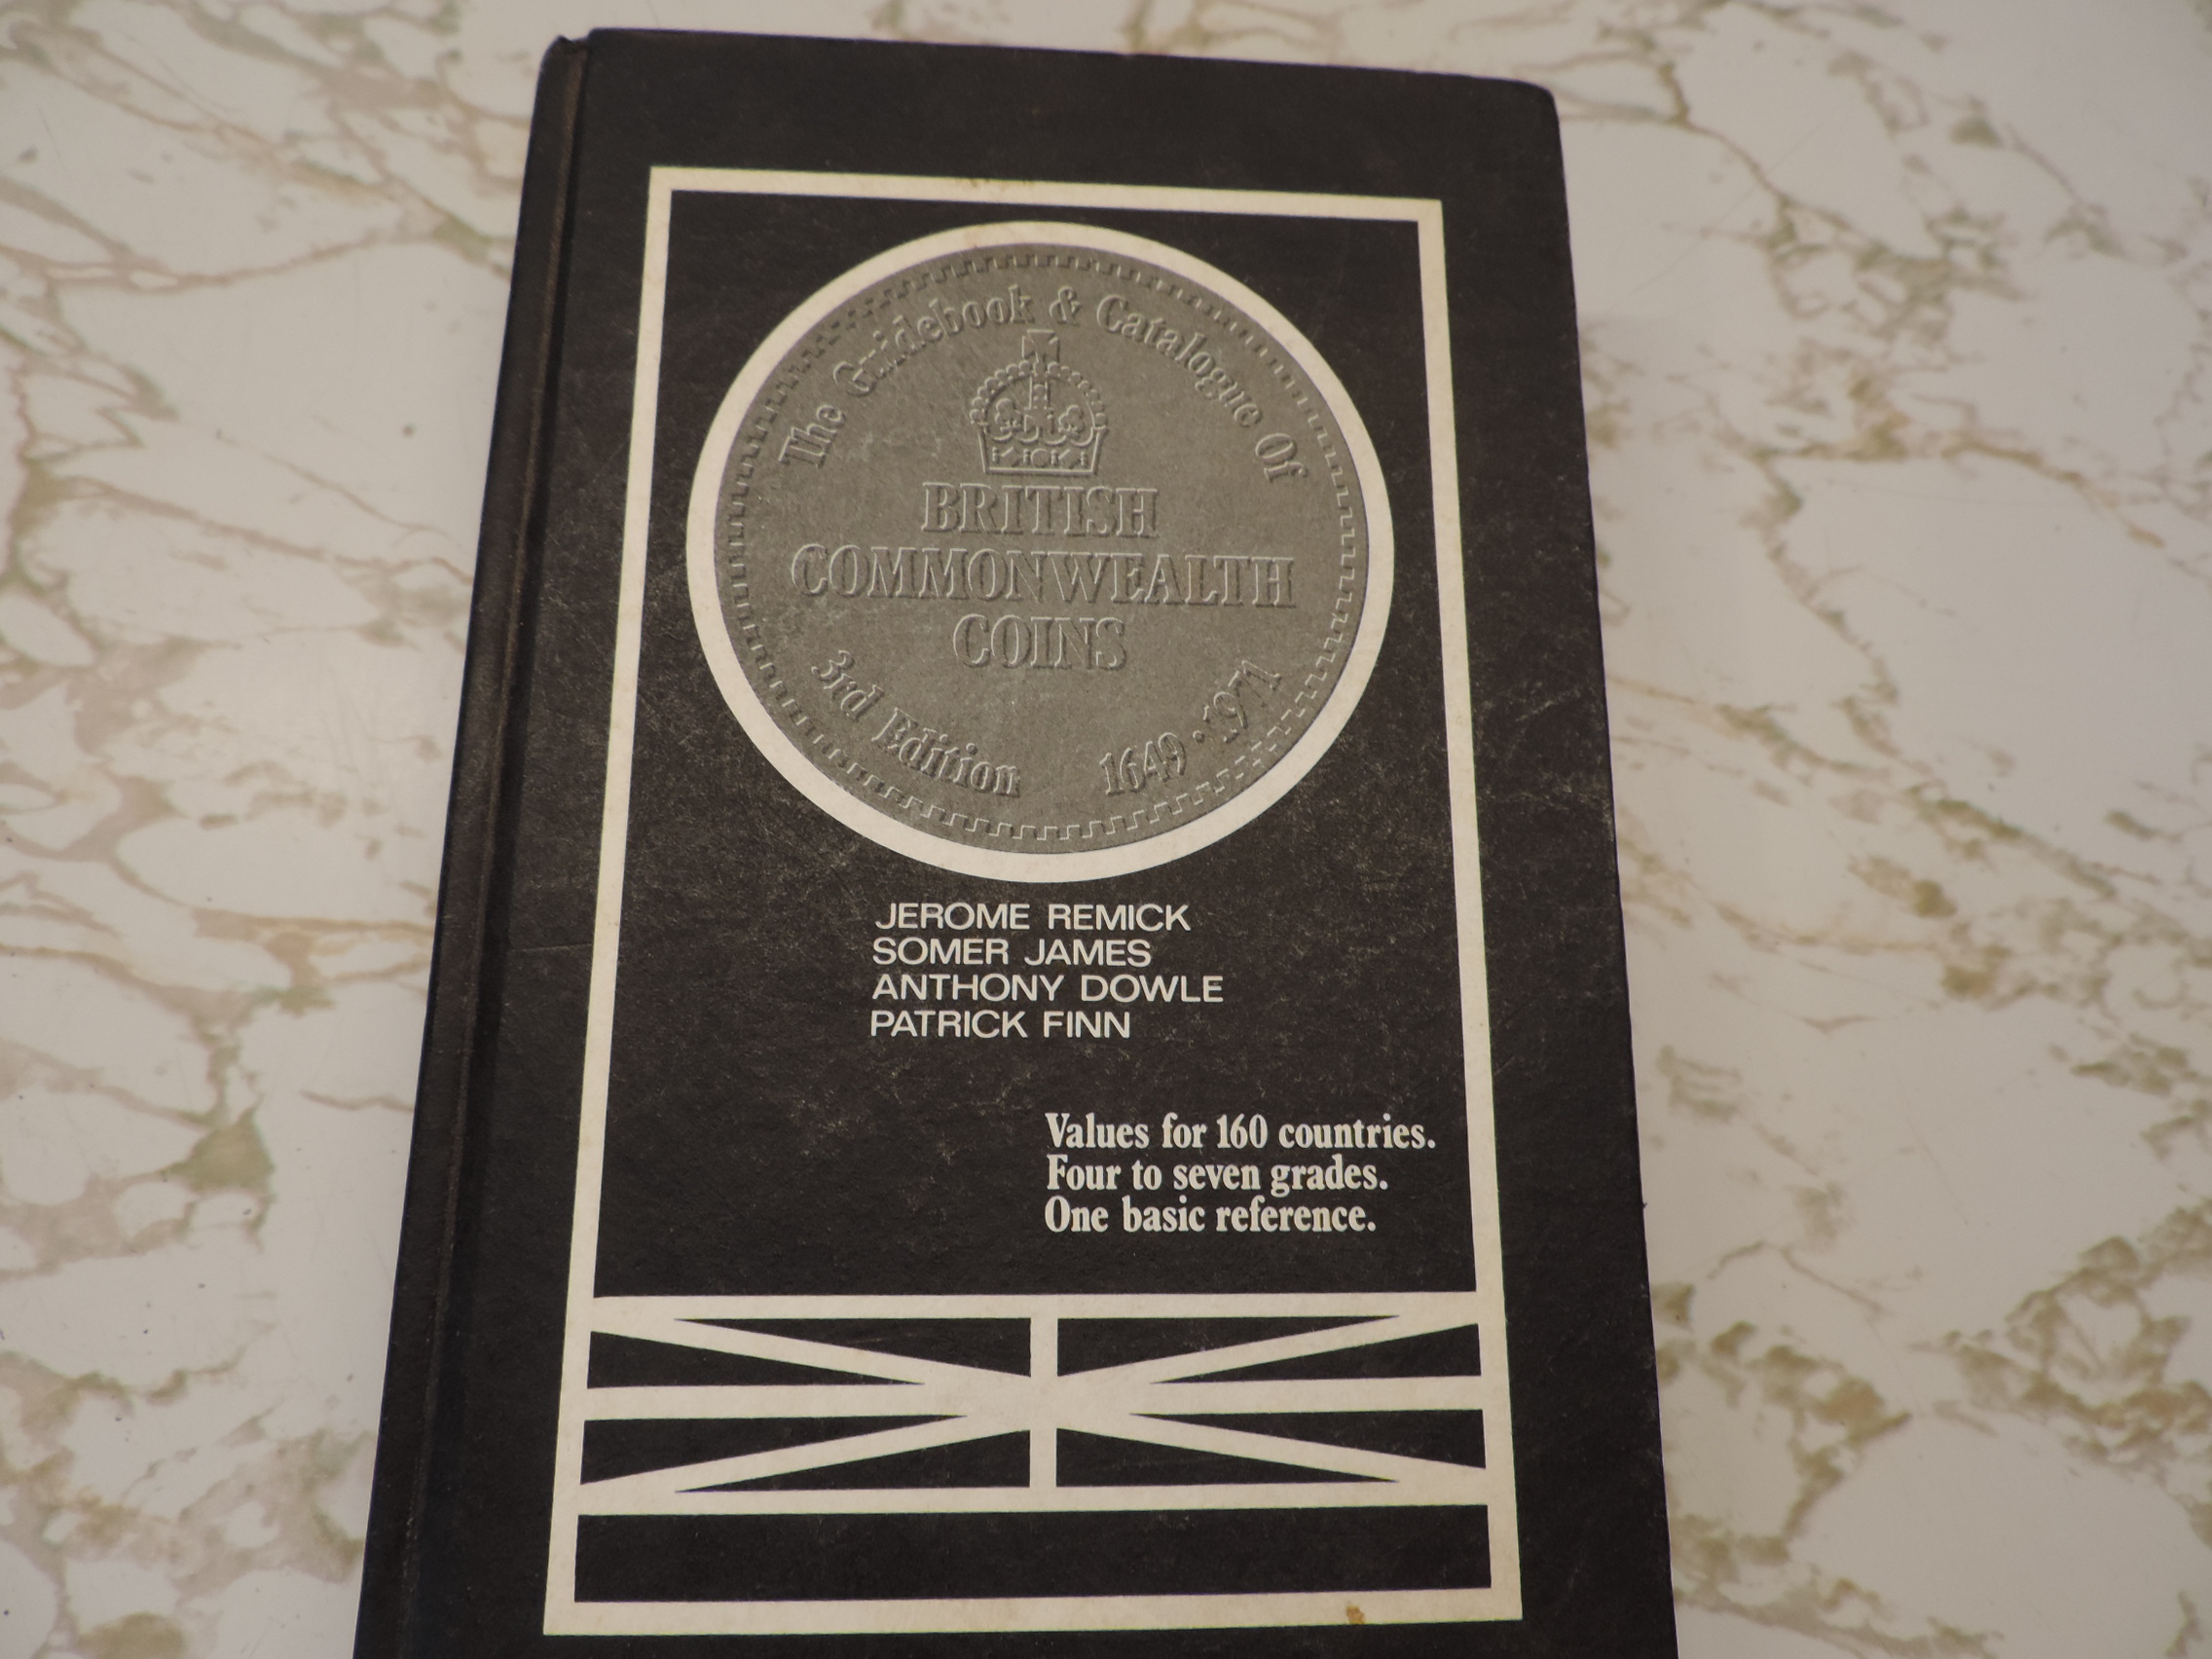 The Guidebook & Catalogue Of
BRITISH
COMMONWEALTH
COINS
3rd Edition 1649 · 1971
JEROME REMICK
SOMER JAMES
ANTHONY DOWLE
PATRICK FINN
Values for 160 countries.
Four to seven grades.
One basic reference.